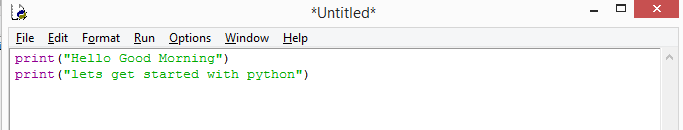 *Untitled*
File Edit Format Run Options Window Help
print("Hello Good Morning")
print("lets get started with python")